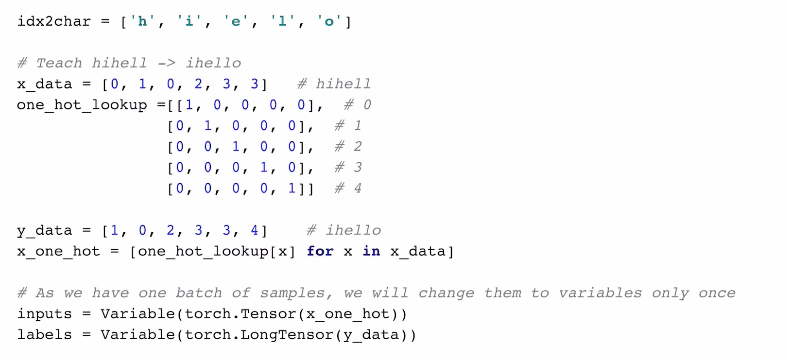 idx2char = ['h', 'i', 'e', 'l', 'o']
# Teach hihell -> ihello
x_data = [0, 1, 0, 2, 3, 3]   # hihell
one_hot_lookup =[[1, 0, 0, 0, 0],  # 0
                 [0, 1, 0, 0, 0],  # 1
                 [0, 0, 1, 0, 0],  # 2
                 [0, 0, 0, 1, 0],  # 3
                 [0, 0, 0, 0, 1]]  # 4
y_data = [1, 0, 2, 3, 3, 4]    # ihello
x_one_hot = [one_hot_lookup[x] for x in x_data]
# As we have one batch of samples, we will change them to variables only once
inputs = Variable(torch.Tensor(x_one_hot))
labels = Variable(torch.LongTensor(y_data))